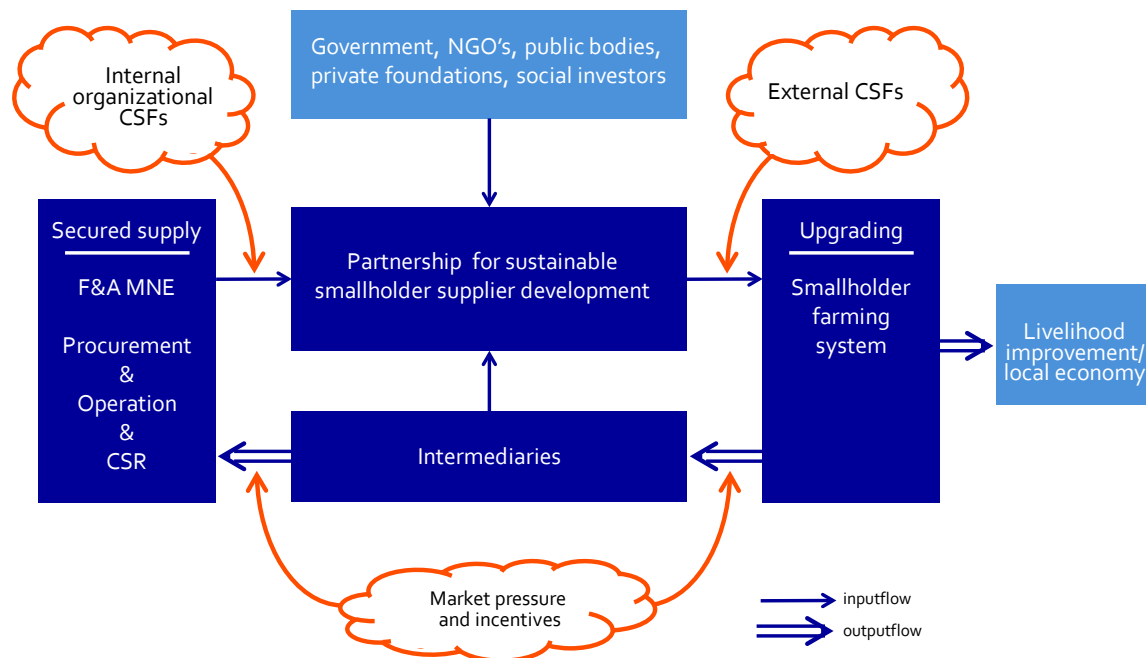 Internal
organizational
CSFs
Government, NGO's, public bodies,
private foundations, social investors
External CSFs
Secured supply
F&A MNE
Procurement
&
Operation
&
CSR
Partnership for sustainable
smallholder supplier development
Upgrading
Smallholder
farming
system
Livelihood
improvement/
local economy
Intermediaries
Market pressure
and incentives
inputflow
outputflow